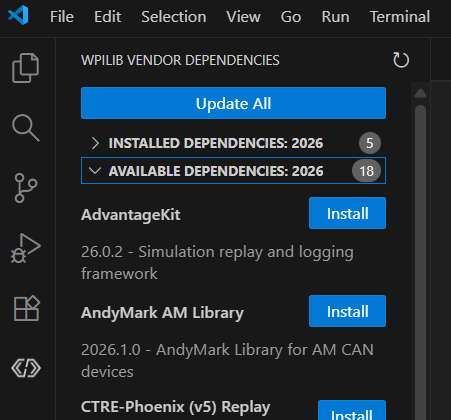 File Edit Selection View Go Run Terminal
WPILIB VENDOR DEPENDENCIES
Update All
INSTALLED DEPENDENCIES: 2026 5
AVAILABLE DEPENDENCIES: 2026 18
AdvantageKit Install
26.0.2 - Simulation replay and logging
framework
AndyMark AM Library Install
2026.1.0 - AndyMark Library for AM CAN
devices
CTRE-Phoenix (v5) Replay Install